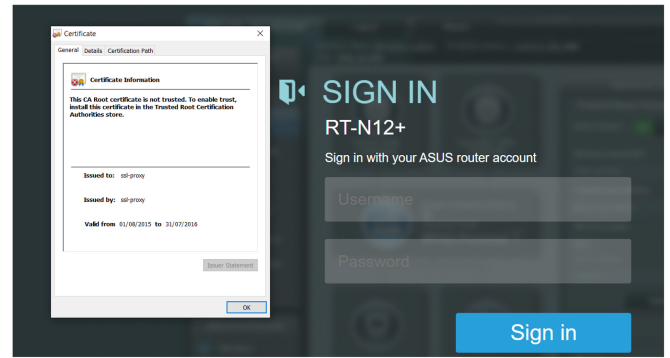 Certificate
General Details Certification Path
Certificate Information
This CA Root certificate is not trusted. To enable trust,
install this certificate in the Trusted Root Certification
Authorities store.
Issued to: ssl-proxy
Issued by: ssl-proxy
Valid from 01/08/2015 to 31/07/2016
Issuer Statement
OK
SIGN IN
RT-N12+
Sign in with your ASUS router account
Username
Password
Sign in